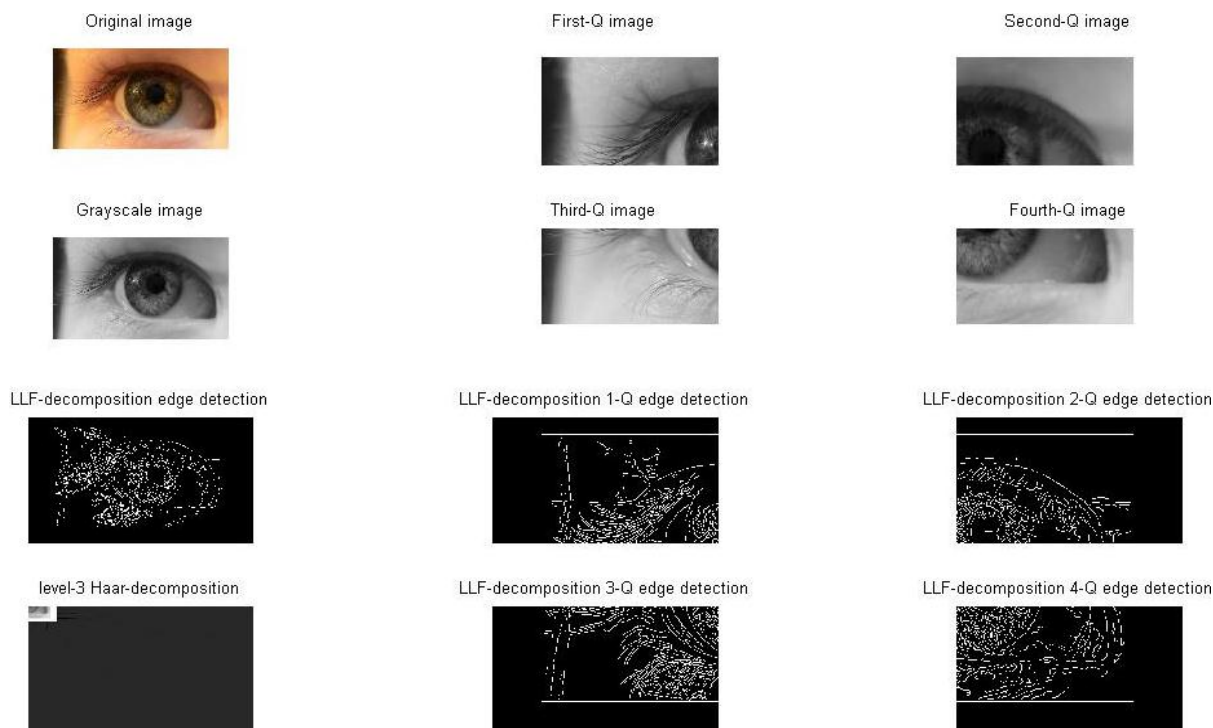 Original image
First-Q image
Second-Q image
Grayscale image
Third-Q image
Fourth-Q image
LLF-decomposition edge detection
LLF-decomposition 1-Q edge detection
LLF-decomposition 2-Q edge detection
level-3 Haar-decomposition
LLF-decomposition 3-Q edge detection
LLF-decomposition 4-Q edge detection